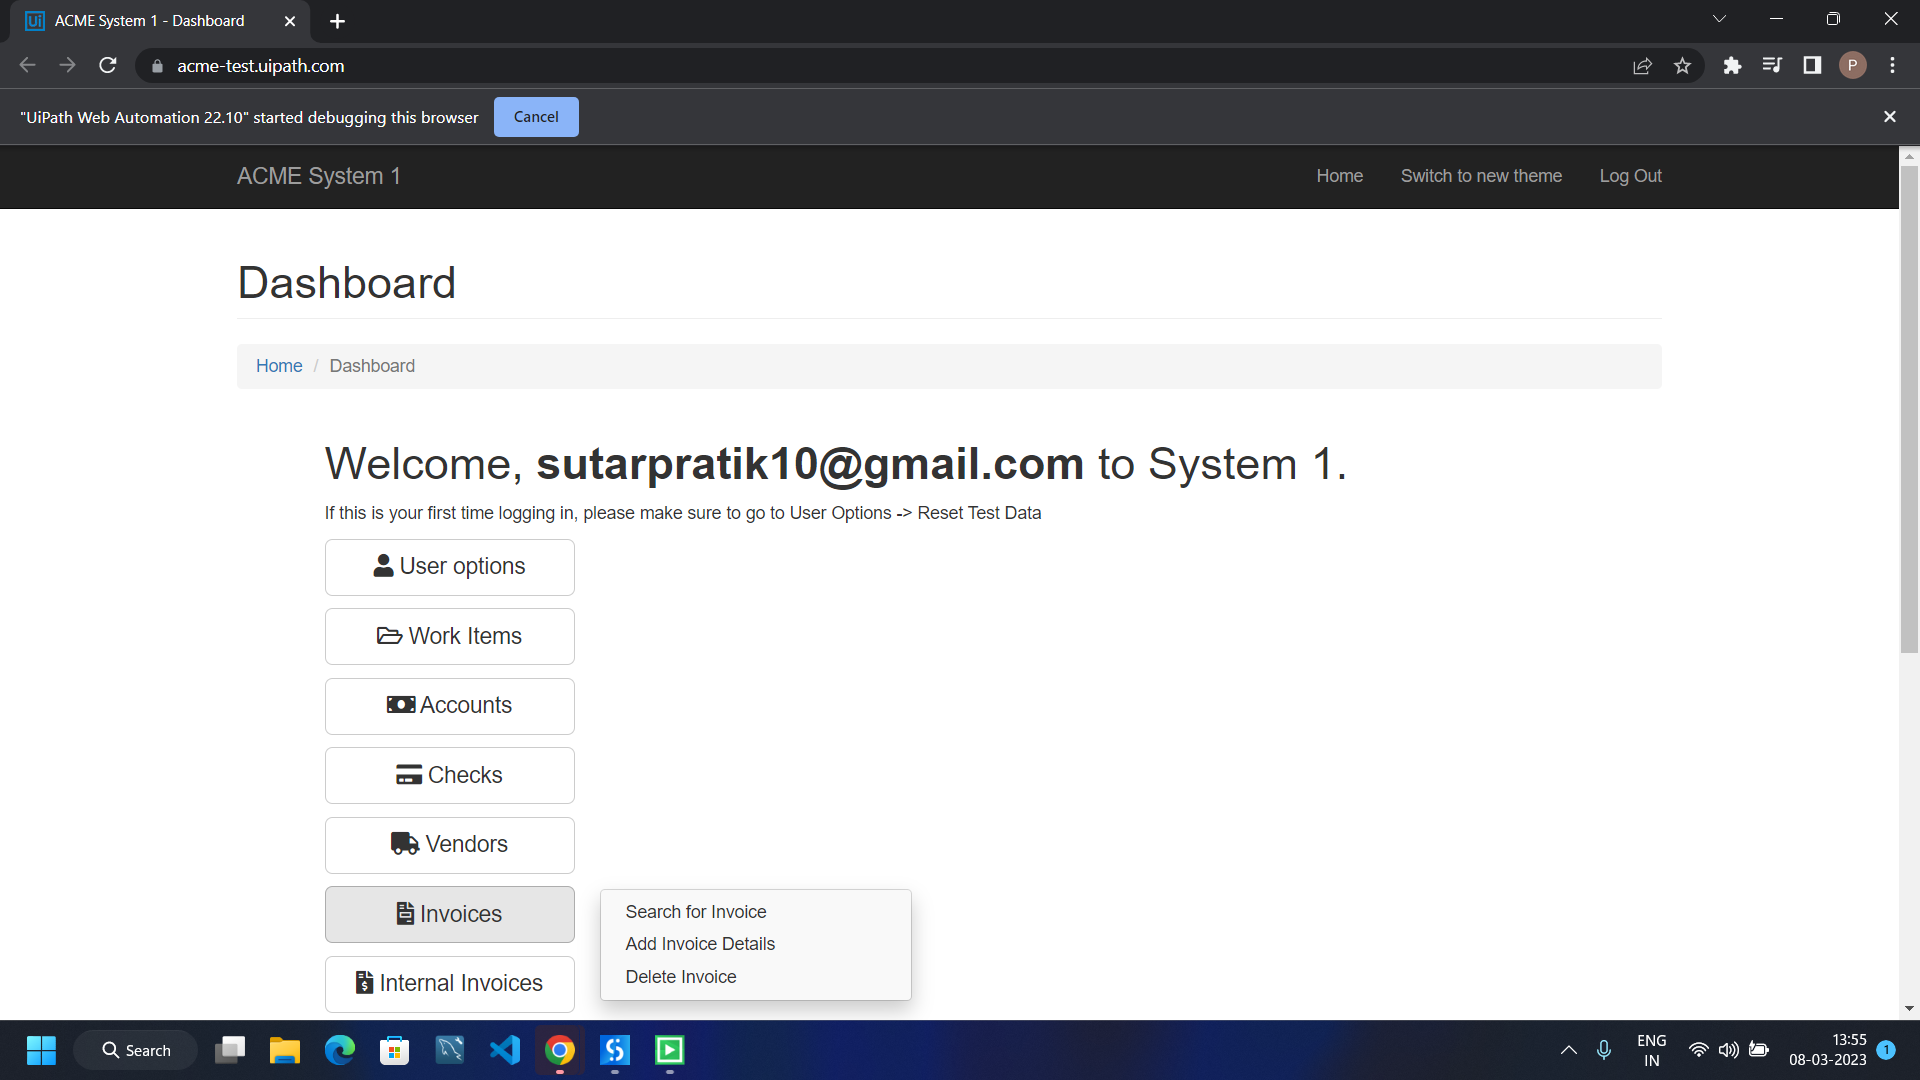 ACME System 1 - Dashboard
acme-test.uipath.com
P
"UiPath Web Automation 22.10" started debugging this browser
Cancel
ACME System 1
Home
Switch to new theme
Log Out
Dashboard
Home / Dashboard
Welcome, sutarpratik10@gmail.com to System 1.
If this is your first time logging in, please make sure to go to User Options -> Reset Test Data
User options
Work Items
Accounts
Checks
Vendors
Invoices
Search for Invoice
Add Invoice Details
Delete Invoice
Internal Invoices
Search
ENG
IN
13:55
08-03-2023
1